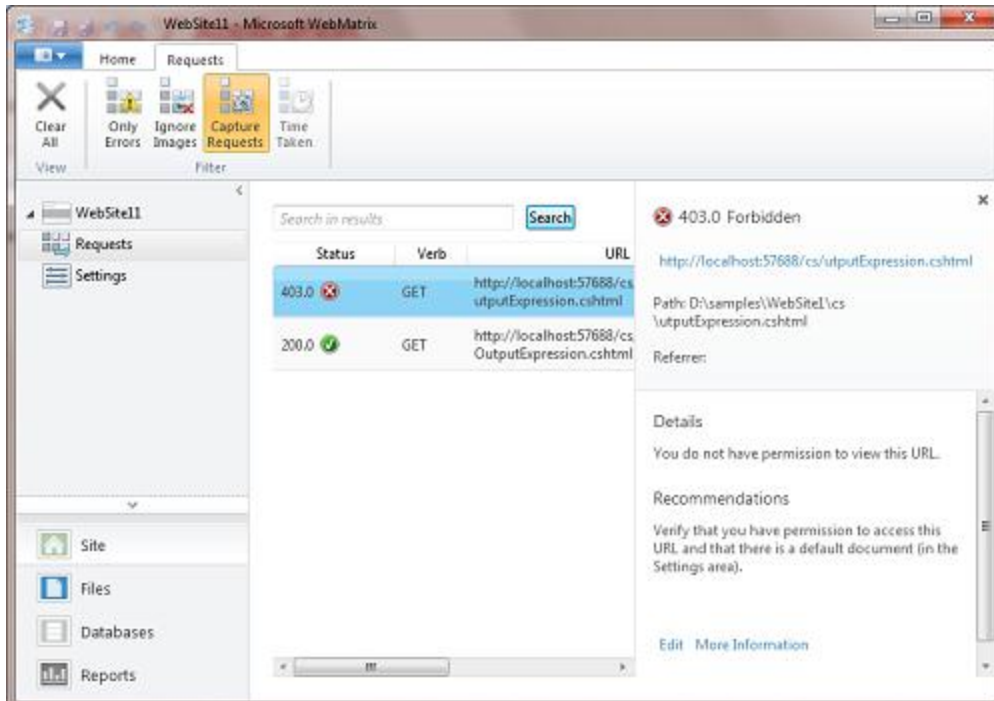 WebSite11 - Microsoft WebMatrix
Home Requests
Clear All
Only Errors
Ignore Images
Capture Requests
Time Taken
View
Filter
WebSite11
Requests
Settings
Site
Files
Databases
Reports
Search in results
Search
Status Verb URL
403.0 GET http://localhost:57688/cs
utputExpression.cshtml
200.0 GET http://localhost:57688/cs
OutputExpression.cshtml
403.0 Forbidden
http://localhost:57688/cs/utputExpression.cshtml
Path: D:\samples\WebSite1\cs
\utputExpression.cshtml
Referrer:
Details
You do not have permission to view this URL.
Recommendations
Verify that you have permission to access this
URL and that there is a default document (in the
Settings area).
Edit More Information